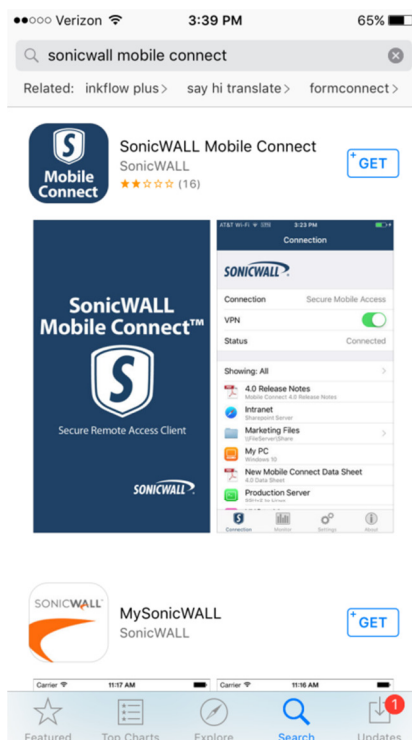 Verizon 3:39 PM 65%
sonicwall mobile connect
Related: inkflow plus > say hi translate > formconnect >
S
Mobile
Connect
SonicWALL Mobile Connect
SonicWALL
(16)
+ GET
SonicWALL
Mobile Connect™
S
Secure Remote Access Client
SONICWALL
AT&T Wi-Fi 3:23 PM
Connection
SONICWALL
Connection Secure Mobile Access
VPN
Status Connected
Showing: All
4.0 Release Notes
Mobile Connect 4.0 Release Notes
Intranet
Sharepoint Server
Marketing Files
\\FileServer\Share
My PC
Windows 10
New Mobile Connect Data Sheet
4.0 Data Sheet
Production Server
S
Connection Monitor Settings About
SONICWALL
MySonicWALL
SonicWALL
+ GET
Carrier 11:17 AM
Carrier 11:16 AM
1
Featured Top Charts Explore Search Updates